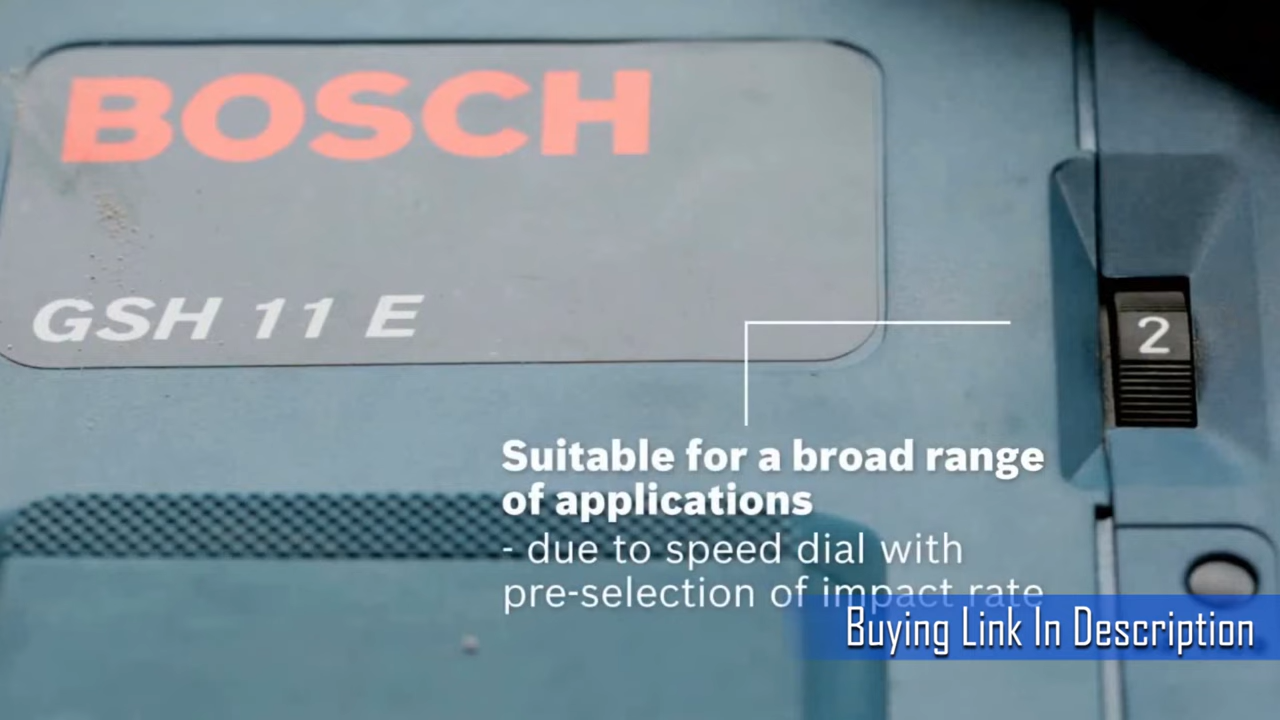 BOSCH
GSH 11 E
2
Suitable for a broad range
of applications
- due to speed dial with
pre-selection of impact rate
Buying Link In Description